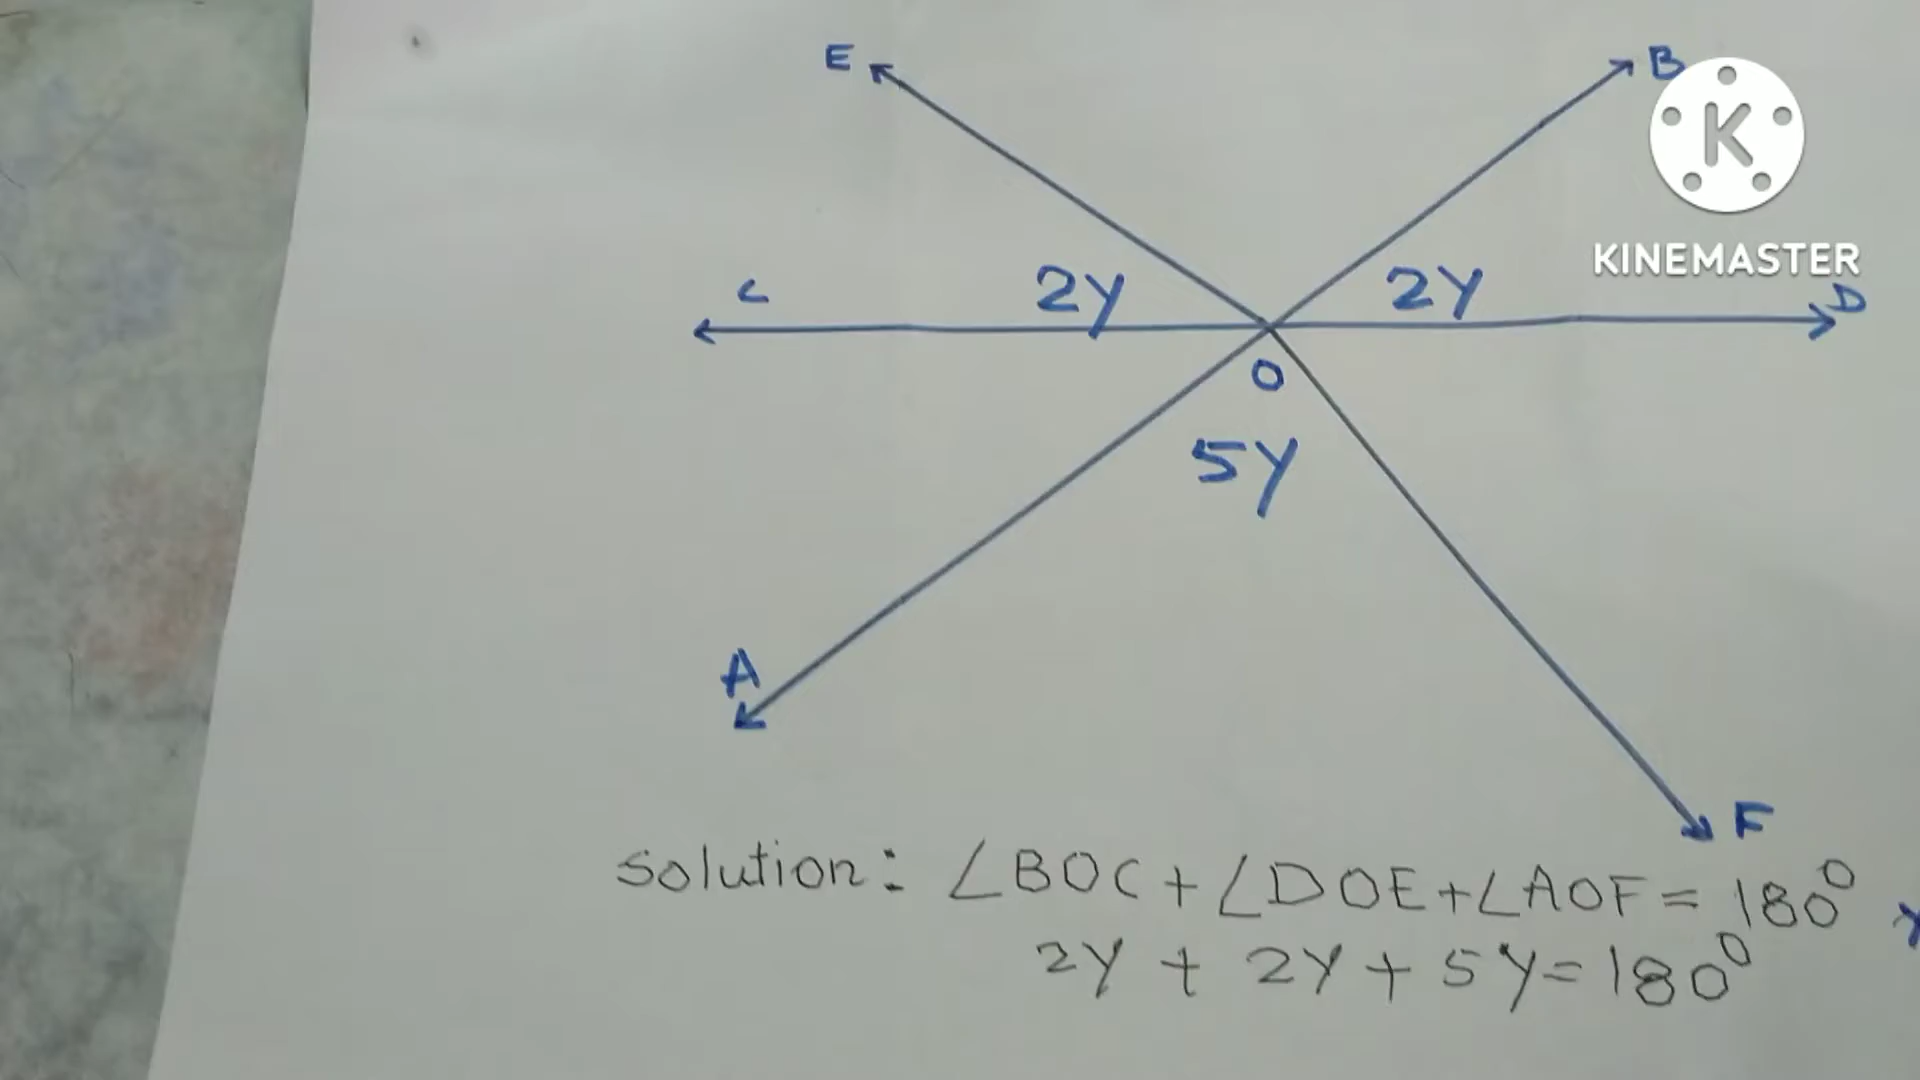 E
B
K
KINEMASTER
C
2Y
2Y
D
O
5Y
A
F
Solution: ∠BOC + ∠DOE + ∠AOF = 180°
2Y + 2Y + 5Y = 180°